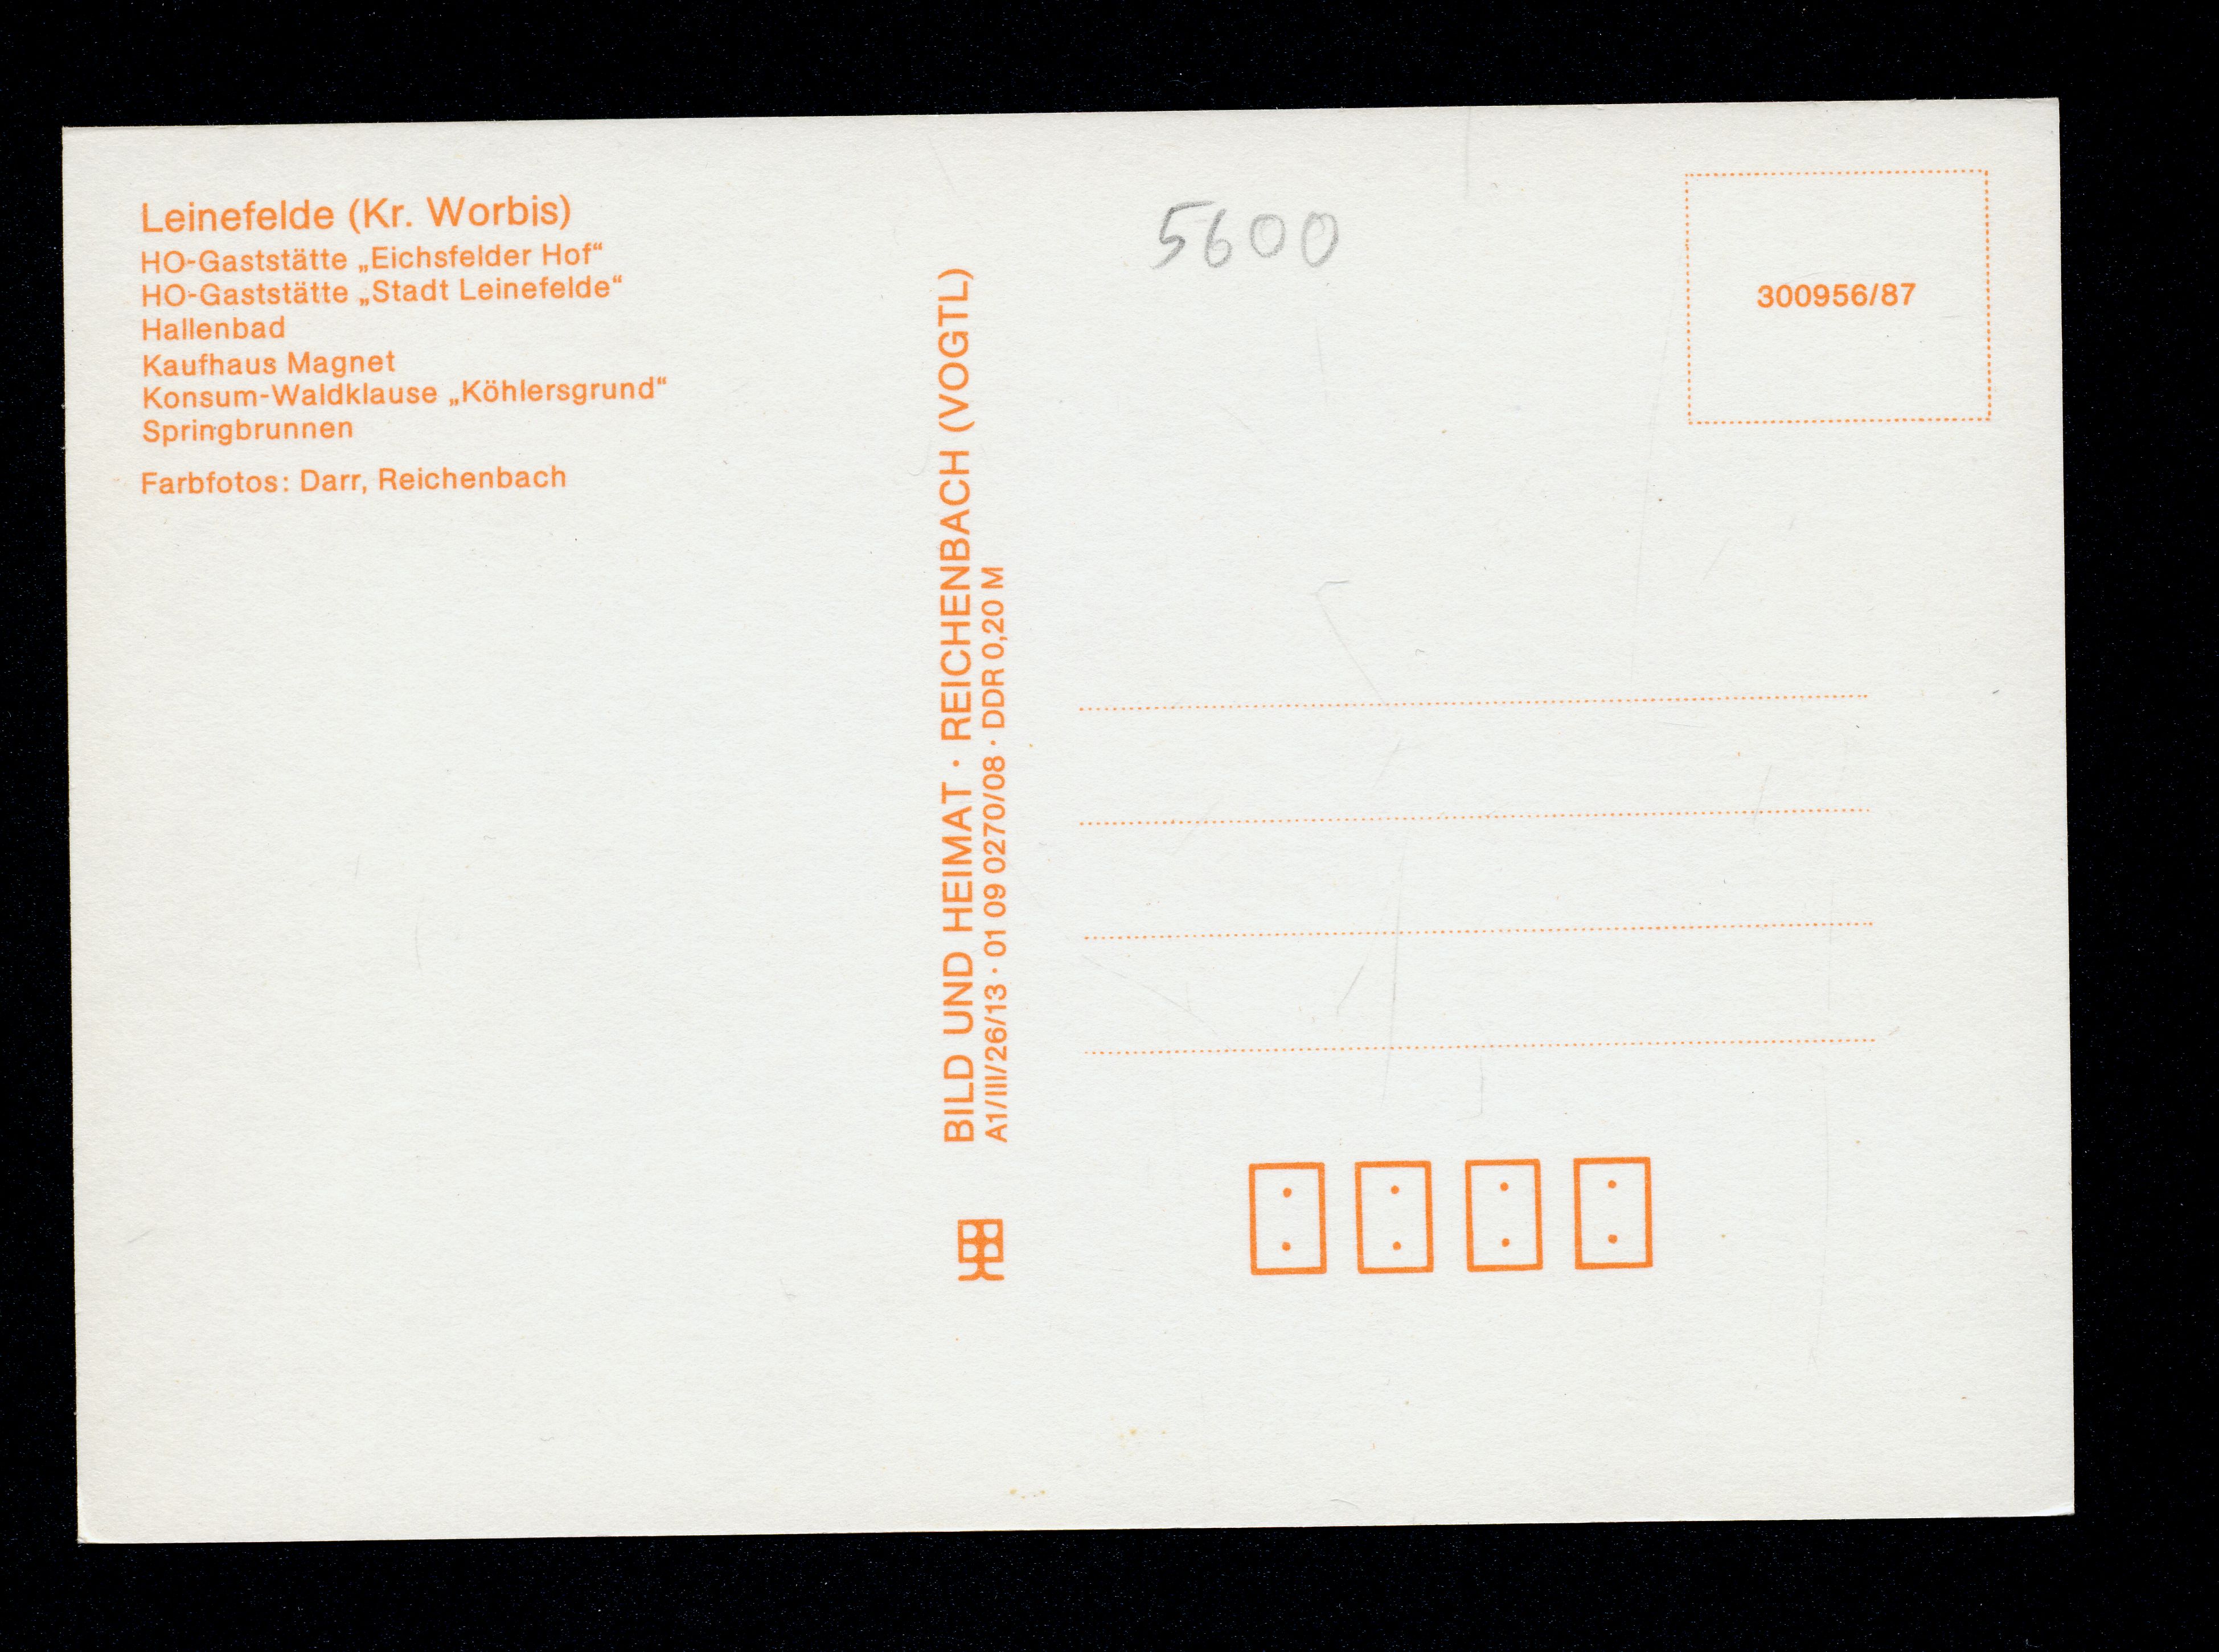 Leinefelde (Kr. Worbis)
HO-Gaststätte „Eichsfelder Hof“
HO-Gaststätte „Stadt Leinefelde“
Hallenbad
Kaufhaus Magnet
Konsum-Waldklause „Köhlersgrund“
Springbrunnen
Farbfotos: Darr, Reichenbach
BILD UND HEIMAT · REICHENBACH (VOGTL)
A1/III/26/13 · 01 09 0270/08 · DDR 0,20 M
5600
300956/87